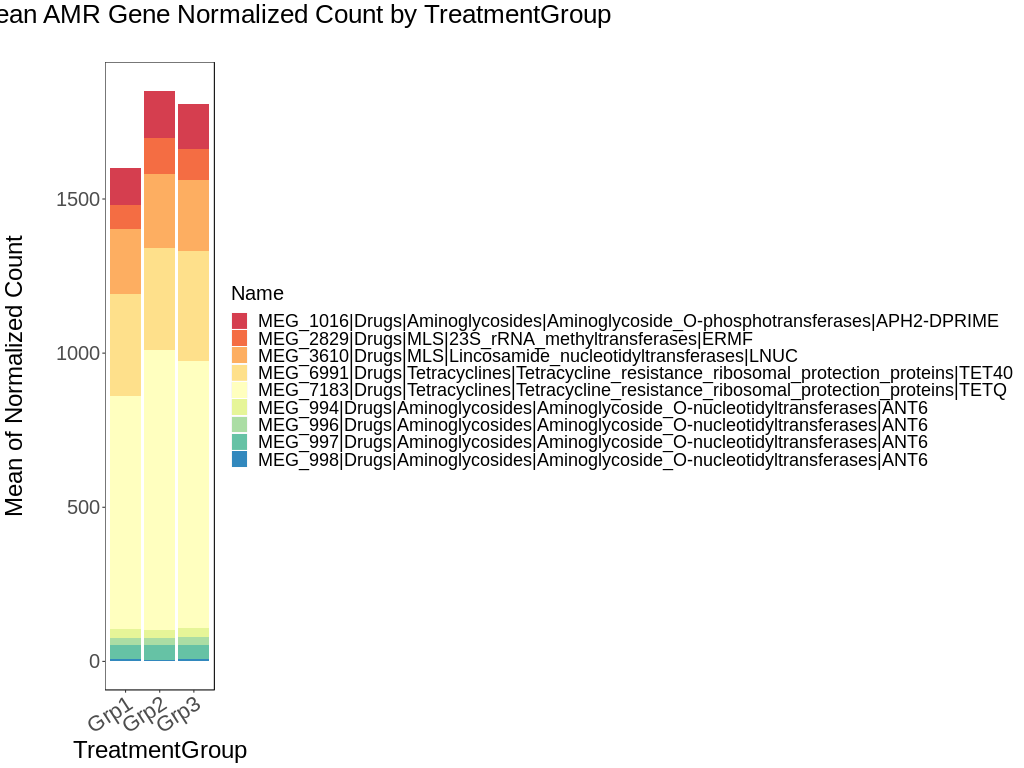 ean AMR Gene Normalized Count by TreatmentGroup
Mean of Normalized Count
1500
1000
500
0
Grp1
Grp2
Grp3
TreatmentGroup
Name
MEG_1016|Drugs|Aminoglycosides|Aminoglycoside_O-phosphotransferases|APH2-DPRIME
MEG_2829|Drugs|MLS|23S_rRNA_methyltransferases|ERMF
MEG_3610|Drugs|MLS|Lincosamide_nucleotidyltransferases|LNUC
MEG_6991|Drugs|Tetracyclines|Tetracycline_resistance_ribosomal_protection_proteins|TET40
MEG_7183|Drugs|Tetracyclines|Tetracycline_resistance_ribosomal_protection_proteins|TETQ
MEG_994|Drugs|Aminoglycosides|Aminoglycoside_O-nucleotidyltransferases|ANT6
MEG_996|Drugs|Aminoglycosides|Aminoglycoside_O-nucleotidyltransferases|ANT6
MEG_997|Drugs|Aminoglycosides|Aminoglycoside_O-nucleotidyltransferases|ANT6
MEG_998|Drugs|Aminoglycosides|Aminoglycoside_O-nucleotidyltransferases|ANT6